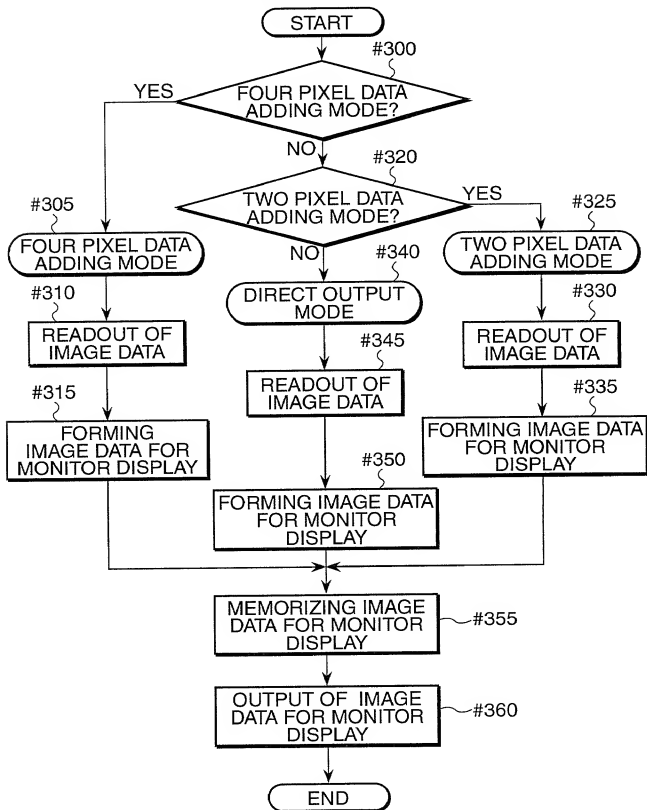 START
#300
FOUR PIXEL DATA
ADDING MODE?
YES
NO
#320
TWO PIXEL DATA
ADDING MODE?
YES
NO
#305
FOUR PIXEL DATA
ADDING MODE
#310
READOUT OF
IMAGE DATA
#315
FORMING
IMAGE DATA FOR
MONITOR DISPLAY
#340
DIRECT OUTPUT
MODE
#345
READOUT OF
IMAGE DATA
#350
FORMING IMAGE DATA
FOR MONITOR
DISPLAY
#325
TWO PIXEL DATA
ADDING MODE
#330
READOUT OF
IMAGE DATA
#335
FORMING IMAGE DATA
FOR MONITOR
DISPLAY
MEMORIZING IMAGE
DATA FOR MONITOR
DISPLAY
#355
OUTPUT OF IMAGE
DATA FOR MONITOR
DISPLAY
#360
END